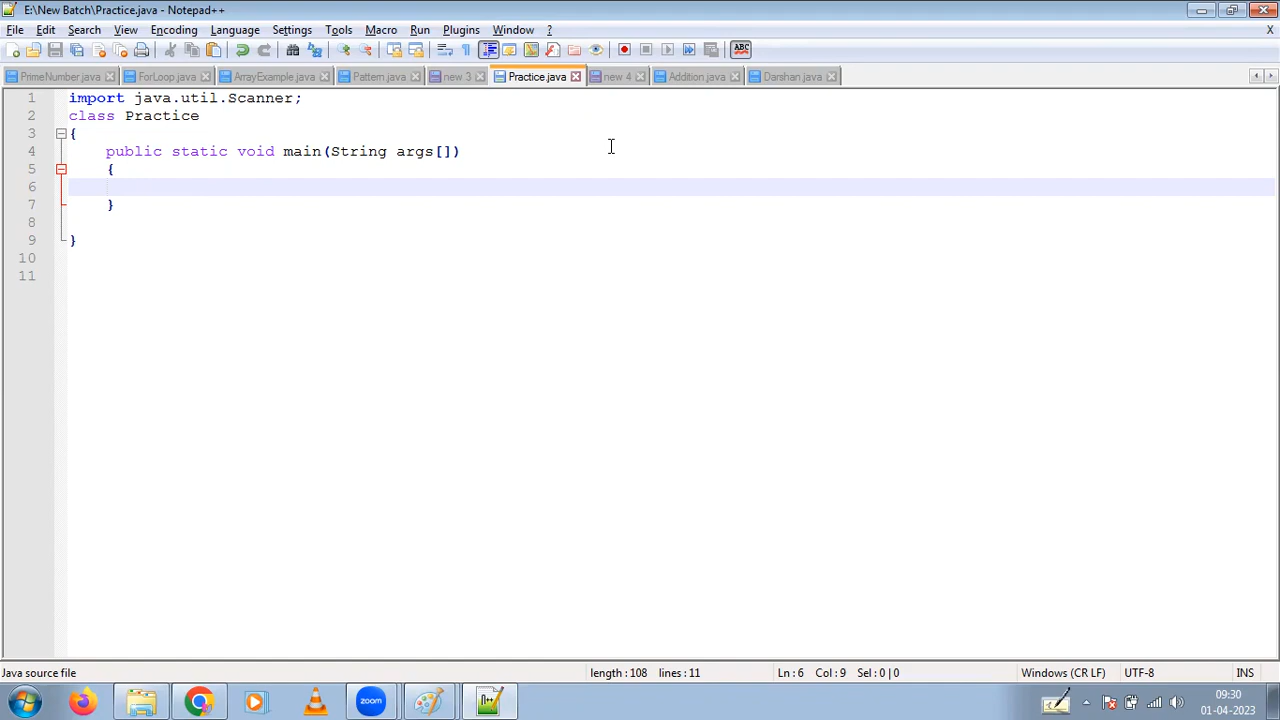 E:\New Batch\Practice.java - Notepad++
File Edit Search View Encoding Language Settings Tools Macro Run Plugins Window ? X
ABC
PrimeNumber.java ForLoop.java ArrayExample.java Pattern.java new 3 Practice.java new 4 Addition.java Darshan.java
1 import java.util.Scanner;
2 class Practice
3 {
4 public static void main(String args[])
5 {
6
7 }
8
9 }
10
11
Java source file length : 108 lines : 11 Ln : 6 Col : 9 Sel : 0 | 0 Windows (CR LF) UTF-8 INS
zoom
09:30
01-04-2023